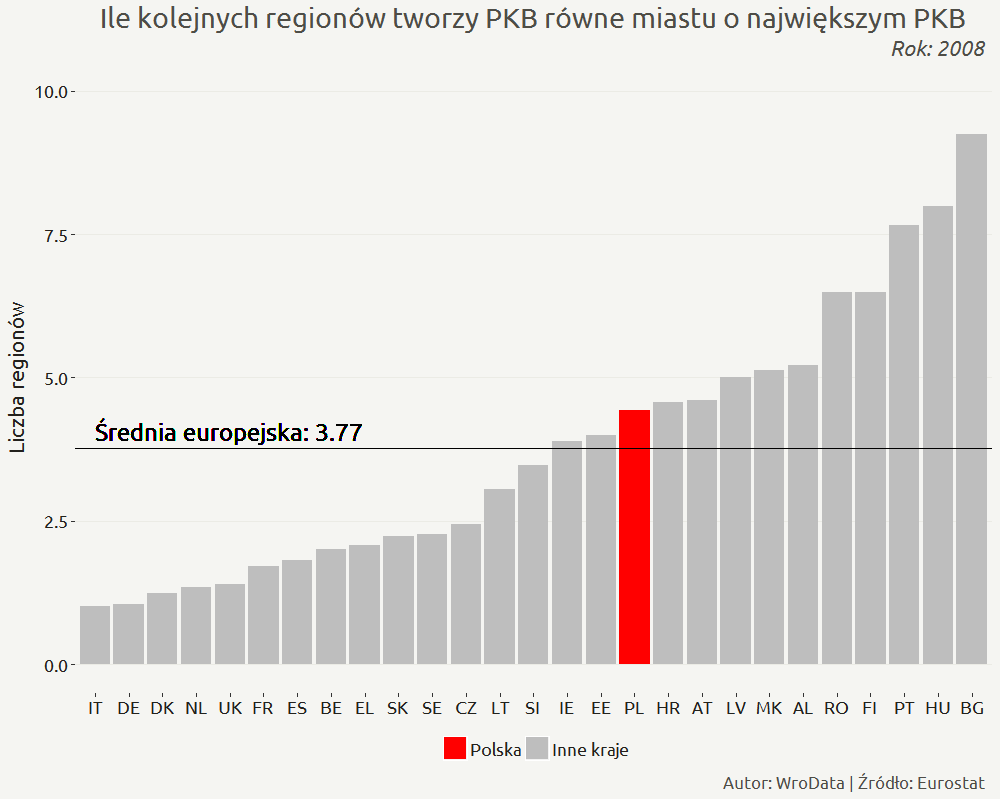 Ile kolejnych regionów tworzy PKB równe miastu o największym PKB
Rok: 2008
Liczba regionów
10.0
7.5
5.0
2.5
0.0
Średnia europejska: 3.77
IT DE DK NL UK FR ES BE EL SK SE CZ LT SI IE EE PL HR AT LV MK AL RO FI PT HU BG
Polska Inne kraje
Autor: WroData | Źródło: Eurostat